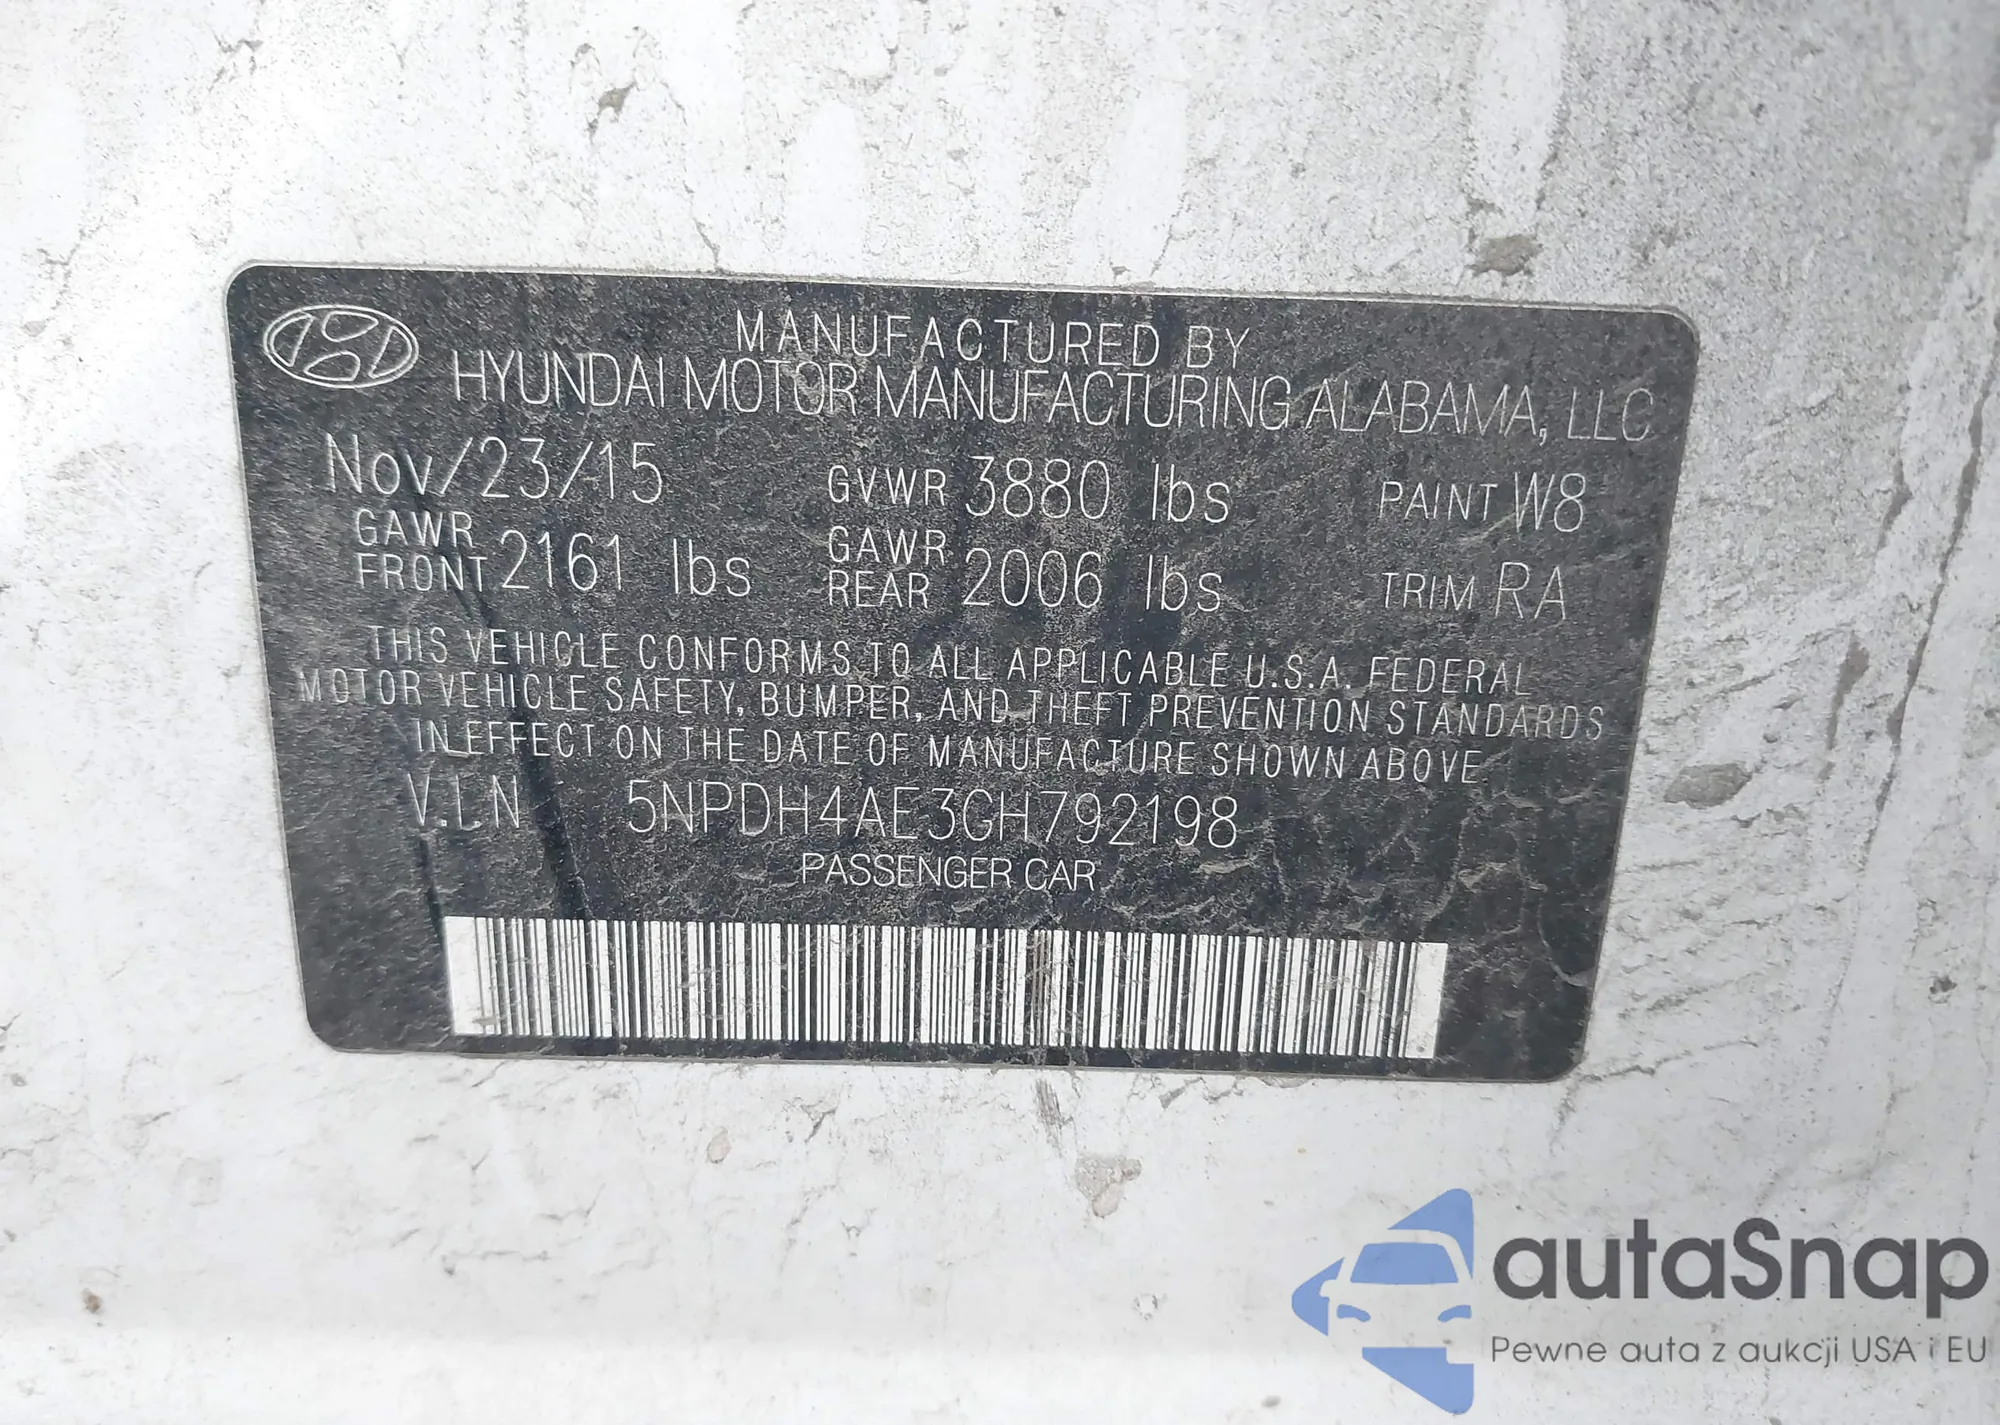 MANUFACTURED BY
HYUNDAI MOTOR MANUFACTURING ALABAMA, LLC
Nov/23/15 GVWR 3880 lbs PAINT W8
GAWR FRONT 2161 lbs GAWR REAR 2006 lbs TRIM RA
THIS VEHICLE CONFORMS TO ALL APPLICABLE U.S.A. FEDERAL
MOTOR VEHICLE SAFETY, BUMPER, AND THEFT PREVENTION STANDARDS
IN EFFECT ON THE DATE OF MANUFACTURE SHOWN ABOVE.
V.I.N 5NPDH4AE3GH792198
PASSENGER CAR
autaSnap
Pewne auta z aukcji USA i EU